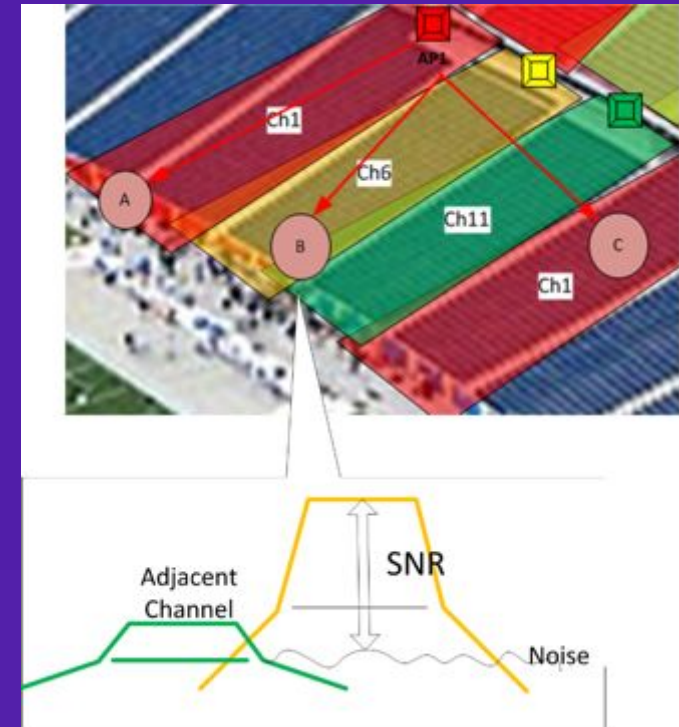 AP1
Ch1
Ch6
A
B
Ch11
C
Ch1
SNR
Adjacent
Channel
Noise